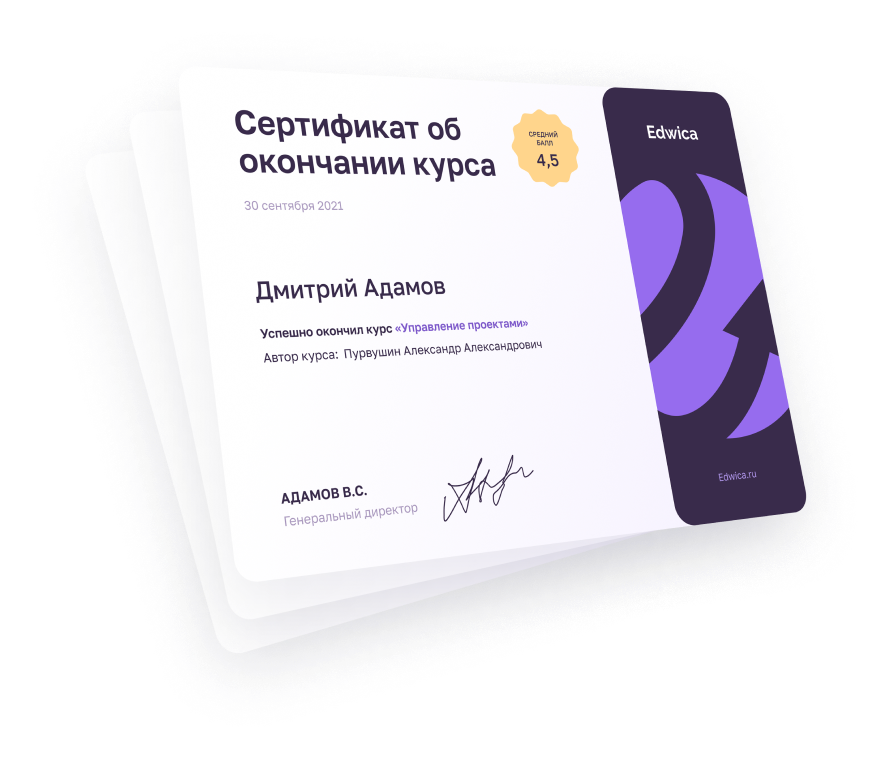 Сертификат об
окончании курса
СРЕДНИЙ
БАЛЛ
4,5
30 сентября 2021
Дмитрий Адамов
Успешно окончил курс «Управление проектами»
Автор курса: Пурвушин Александр Александрович
АДАМОВ В.С.
Генеральный директор
Edwica
Edwica.ru